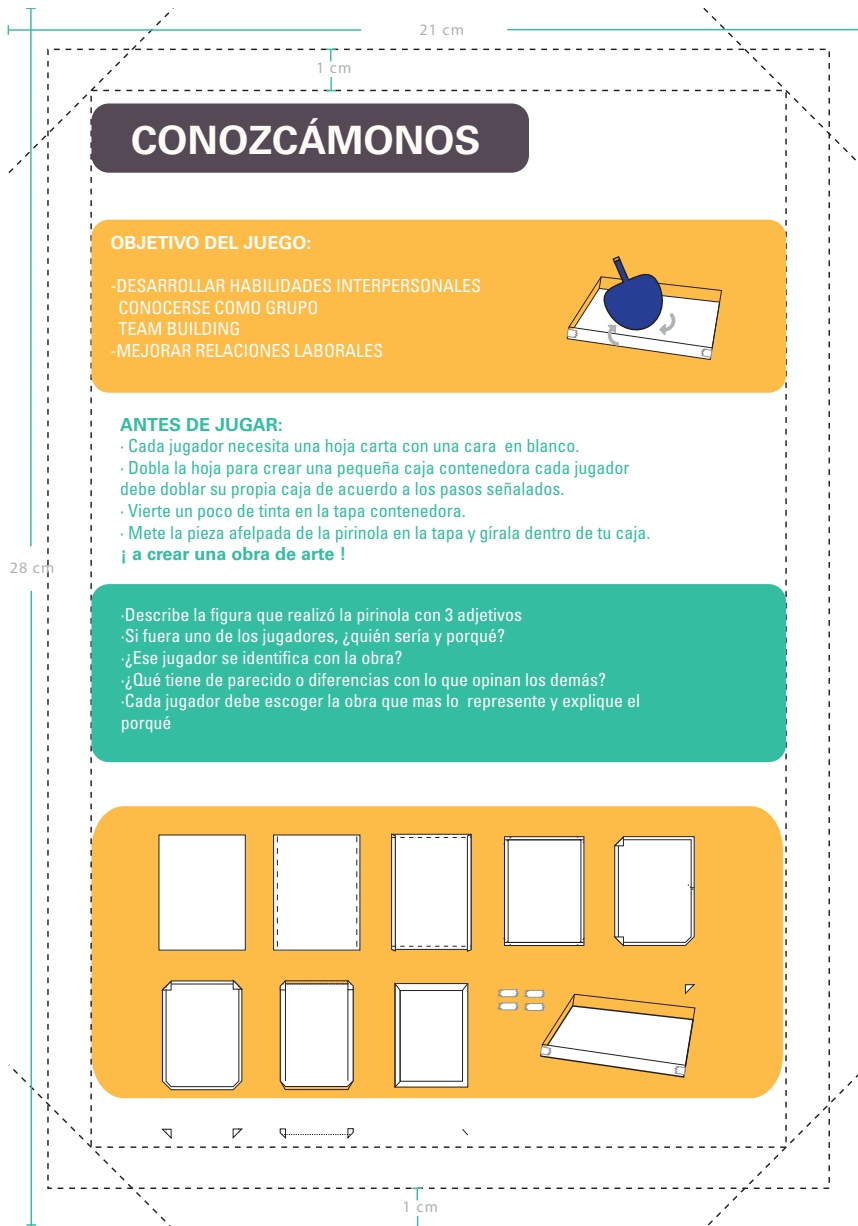 21 cm
1 cm
CONOZCÁMONOS
OBJETIVO DEL JUEGO:
-DESARROLLAR HABILIDADES INTERPERSONALES
CONOCERSE COMO GRUPO
TEAM BUILDING
-MEJORAR RELACIONES LABORALES
ANTES DE JUGAR:
· Cada jugador necesita una hoja carta con una cara en blanco.
· Dobla la hoja para crear una pequeña caja contenedora cada jugador
debe doblar su propia caja de acuerdo a los pasos señalados.
· Vierte un poco de tinta en la tapa contenedora.
· Mete la pieza afelpada de la pirinola en la tapa y gírala dentro de tu caja.
¡ a crear una obra de arte !
28 cm
·Describe la figura que realizó la pirinola con 3 adjetivos
·Si fuera uno de los jugadores, ¿quién sería y porqué?
·¿Ese jugador se identifica con la obra?
·¿Qué tiene de parecido o diferencias con lo que opinan los demás?
·Cada jugador debe escoger la obra que mas lo represente y explique el
porqué
1 cm